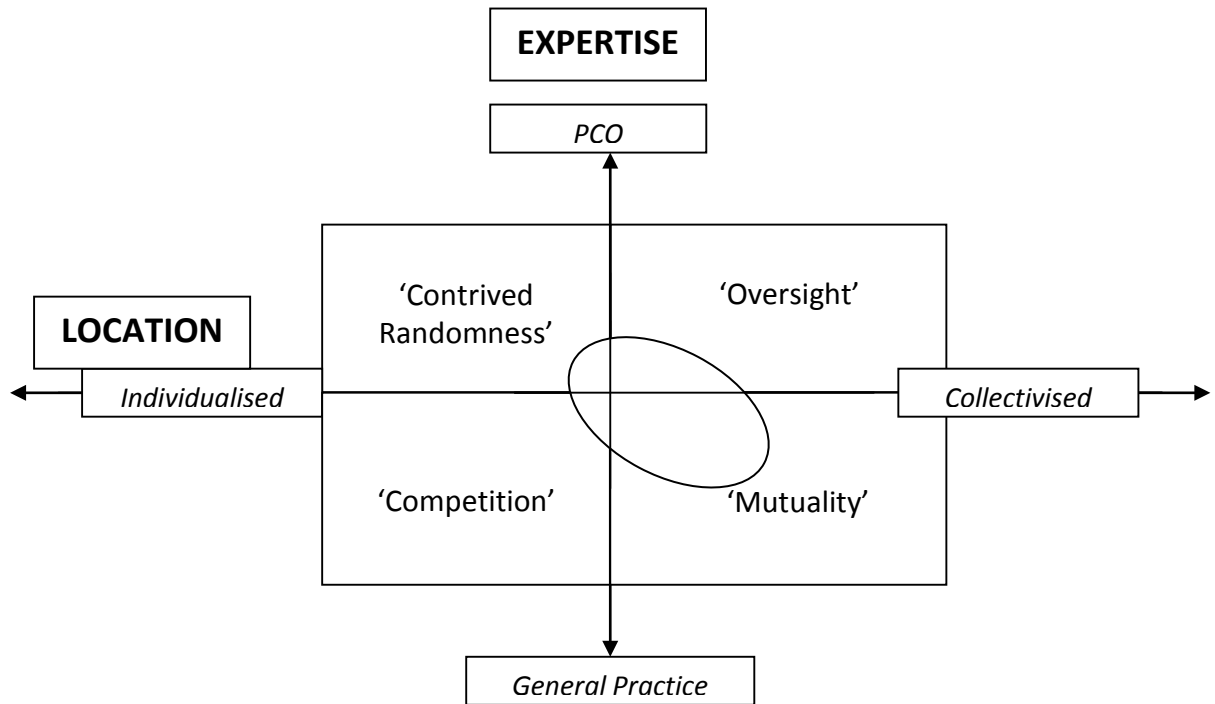 EXPERTISE
PCO
‘Contrived
Randomness’
‘Oversight’
LOCATION
Individualised
Collectivised
‘Competition’
‘Mutuality’
General Practice